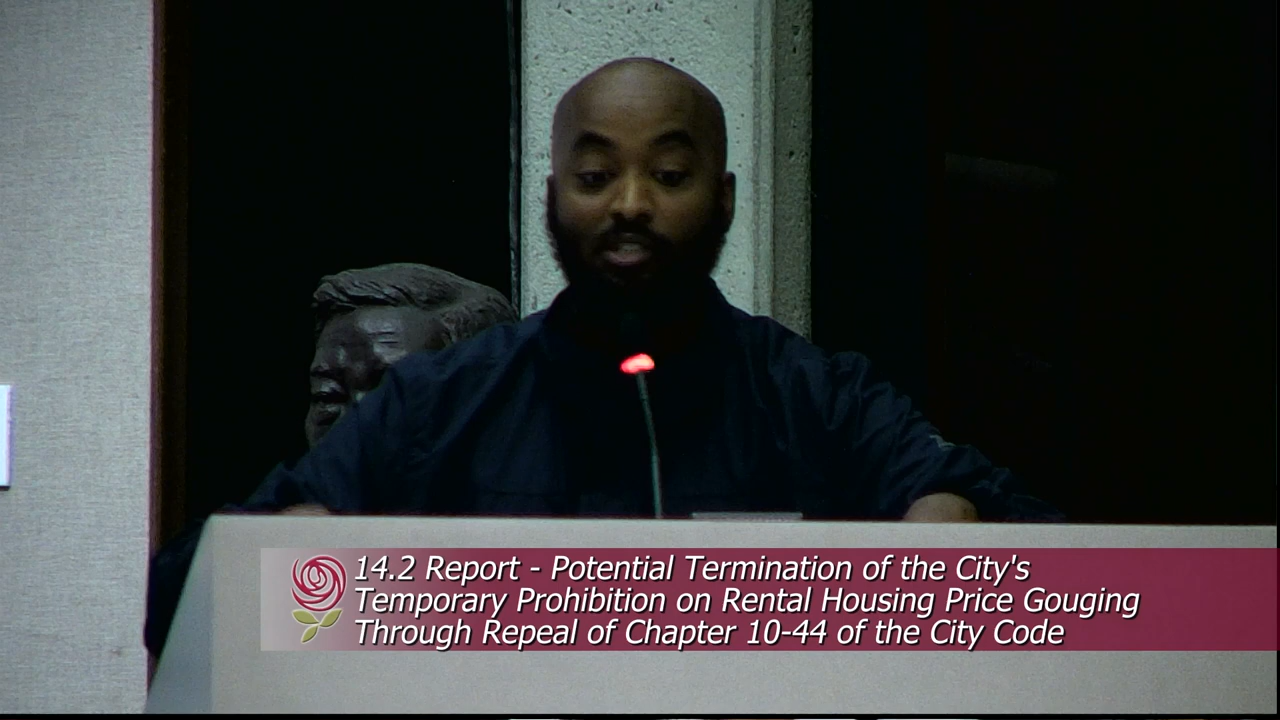 14.2 Report - Potential Termination of the City's
Temporary Prohibition on Rental Housing Price Gouging
Through Repeal of Chapter 10-44 of the City Code